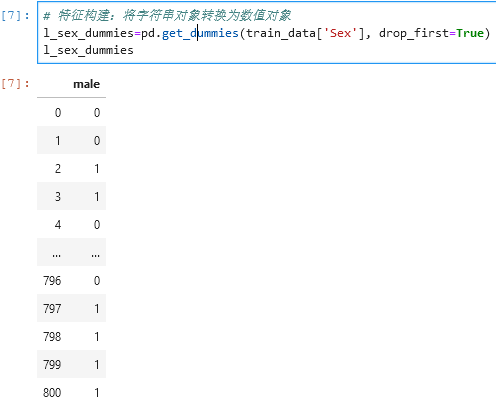 [7]: # 特征构建：将字符串对象转换为数值对象
l_sex_dummies=pd.get_dummies(train_data['Sex'], drop_first=True)
l_sex_dummies
[7]: male
0 0
1 0
2 1
3 1
4 0
... ...
796 0
797 1
798 1
799 1
800 1